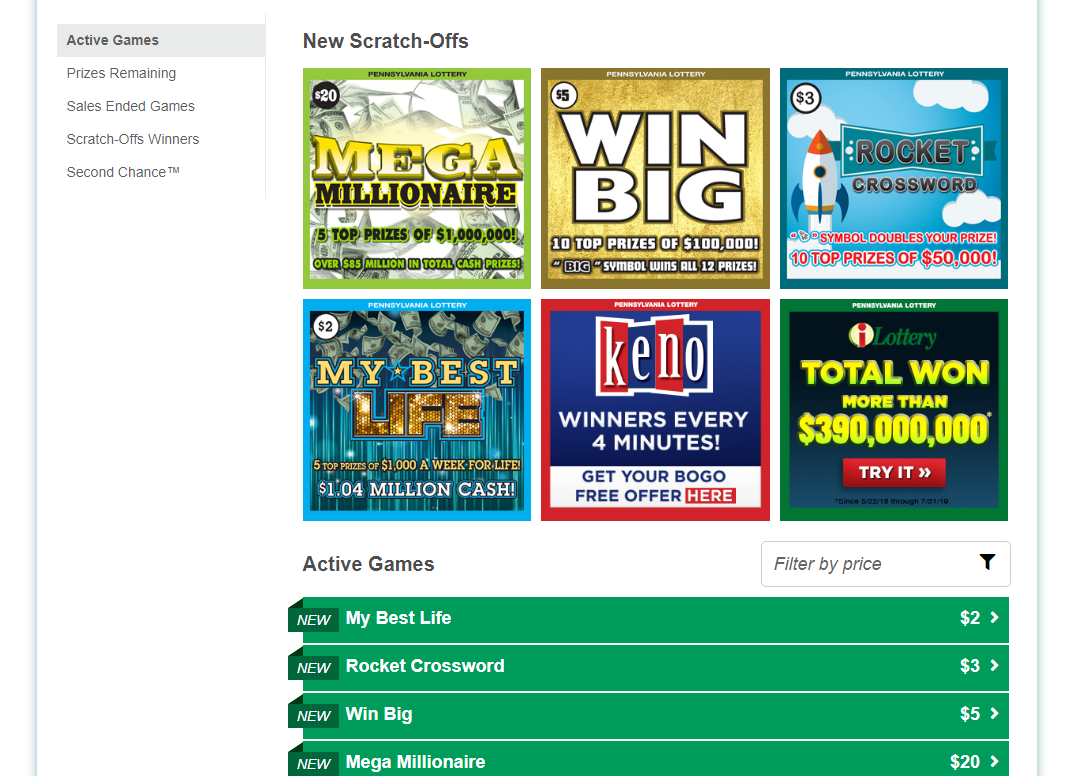 Active Games
Prizes Remaining
Sales Ended Games
Scratch-Offs Winners
Second Chance™
New Scratch-Offs
PENNSYLVANIA LOTTERY
$20
MEGA
MILLIONAIRE
5 TOP PRIZES OF $1,000,000!
OVER $85 MILLION IN TOTAL CASH PRIZES!
PENNSYLVANIA LOTTERY
$5
WIN
BIG
10 TOP PRIZES OF $100,000!
"BIG" SYMBOL WINS ALL 12 PRIZES!
PENNSYLVANIA LOTTERY
$3
ROCKET
CROSSWORD
" " SYMBOL DOUBLES YOUR PRIZE!
10 TOP PRIZES OF $50,000!
PENNSYLVANIA LOTTERY
$2
MY BEST
LIFE
5 TOP PRIZES OF $1,000 A WEEK FOR LIFE!
$1.04 MILLION CASH!
PENNSYLVANIA LOTTERY
keno
WINNERS EVERY
4 MINUTES!
GET YOUR BOGO
FREE OFFER HERE
PENNSYLVANIA LOTTERY
iLottery
TOTAL WON
MORE THAN
$390,000,000*
TRY IT »
*Since 5/22/18 through 7/31/19
Active Games
Filter by price
NEW My Best Life $2
NEW Rocket Crossword $3
NEW Win Big $5
NEW Mega Millionaire $20